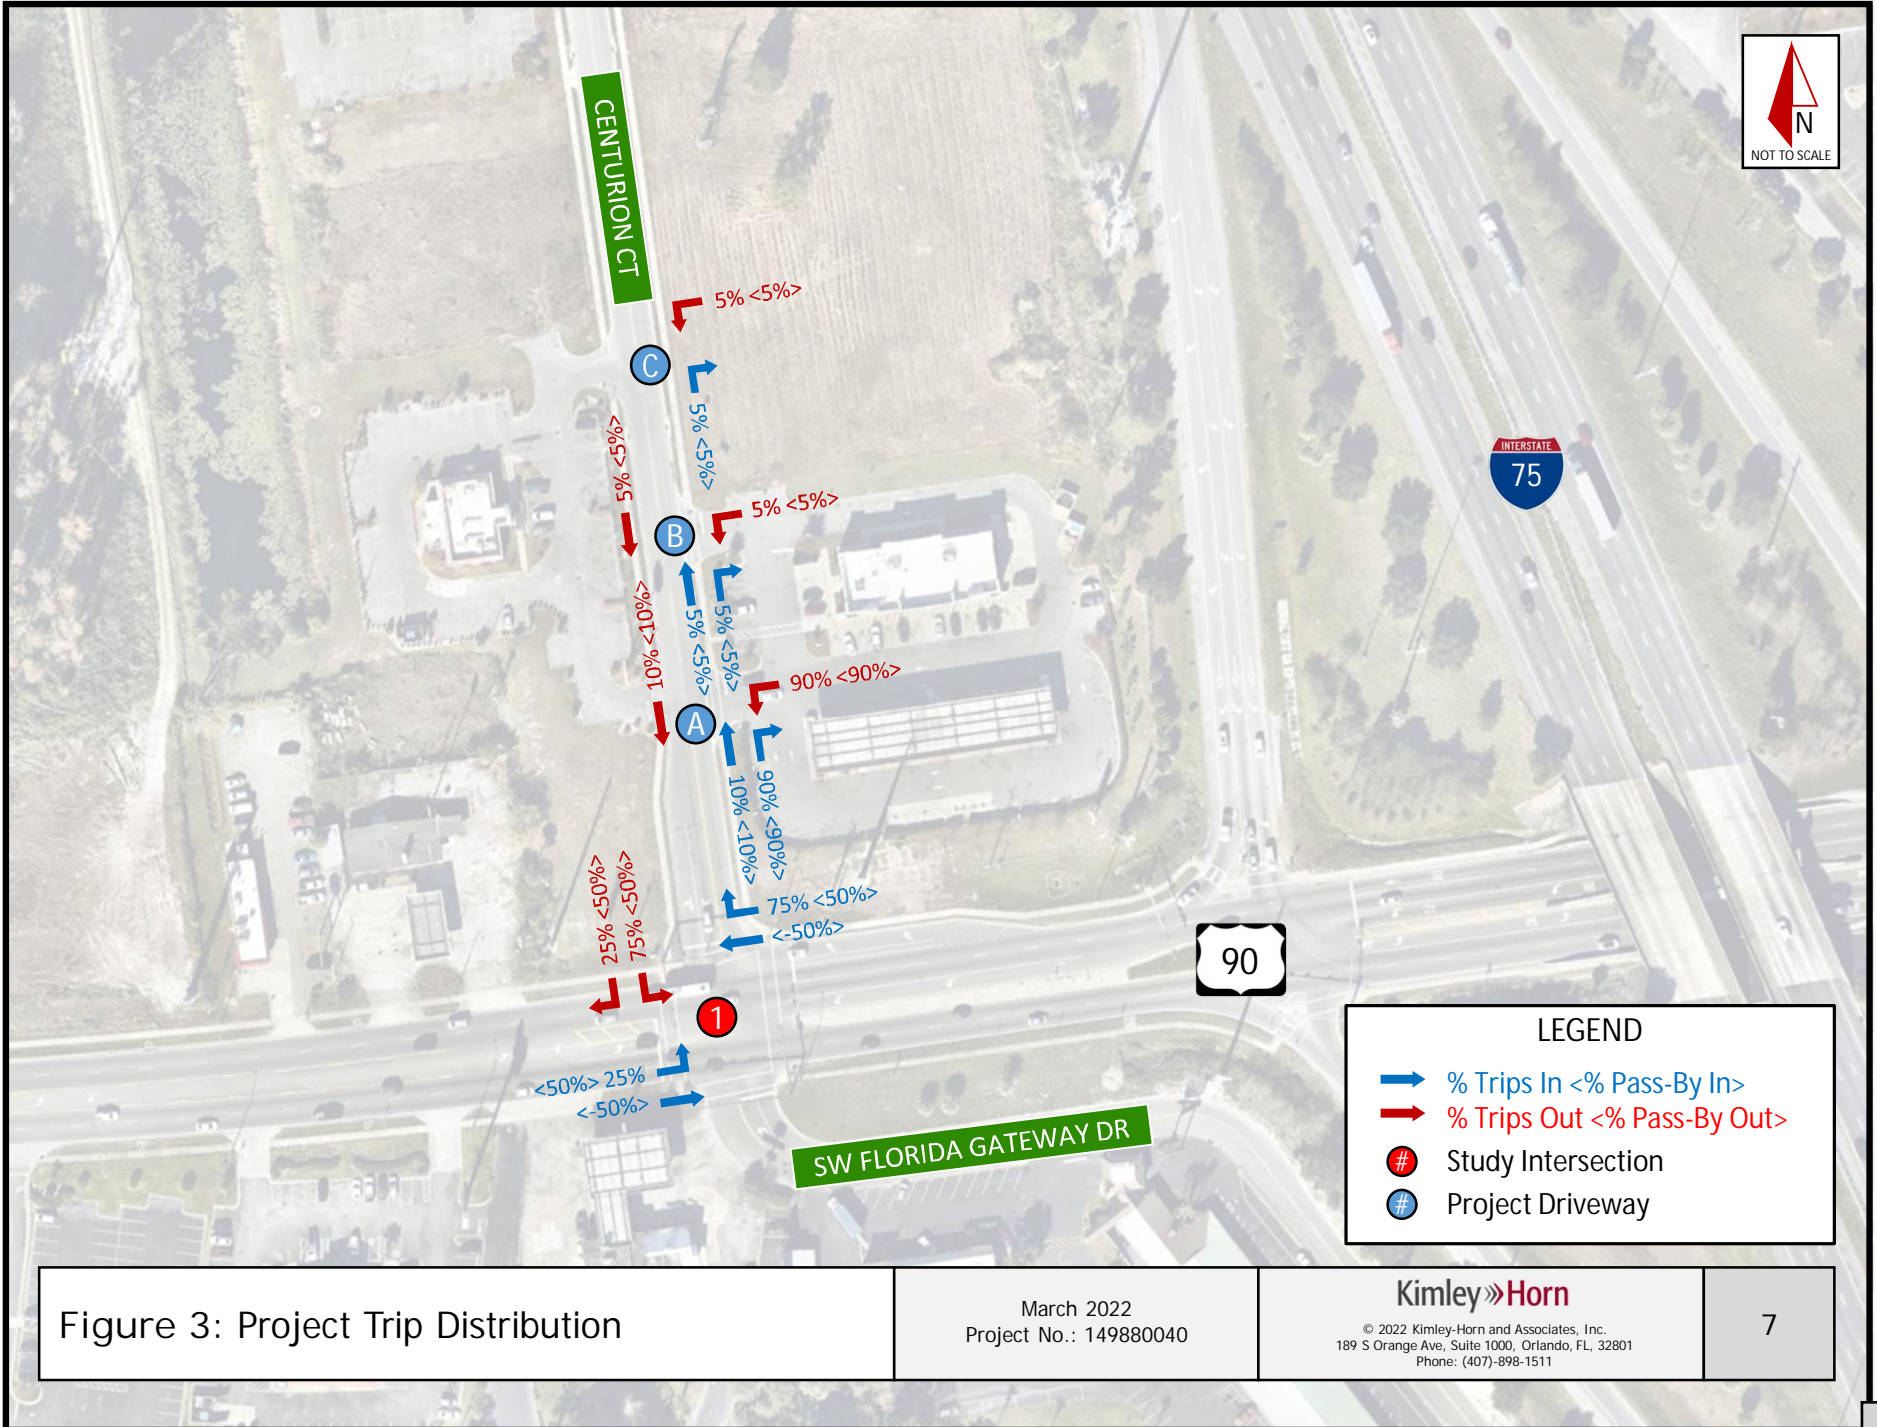 CENTURION CT
N
NOT TO SCALE
5% <5%>
C
5% <5%>
5% <5%>
INTERSTATE
75
5% <5%>
B
10% <10%>
5% <5%>
5% <5%>
90% <90%>
A
10% <10%>
90% <90%>
25% <50%>
75% <50%>
75% <50%>
<-50%>
90
1
<50%> 25%
<-50%>
SW FLORIDA GATEWAY DR
LEGEND
% Trips In <% Pass-By In>
% Trips Out <% Pass-By Out>
# Study Intersection
# Project Driveway
Figure 3: Project Trip Distribution
March 2022
Project No.: 149880040
Kimley»Horn
© 2022 Kimley-Horn and Associates, Inc.
189 S Orange Ave, Suite 1000, Orlando, FL, 32801
Phone: (407)-898-1511
7